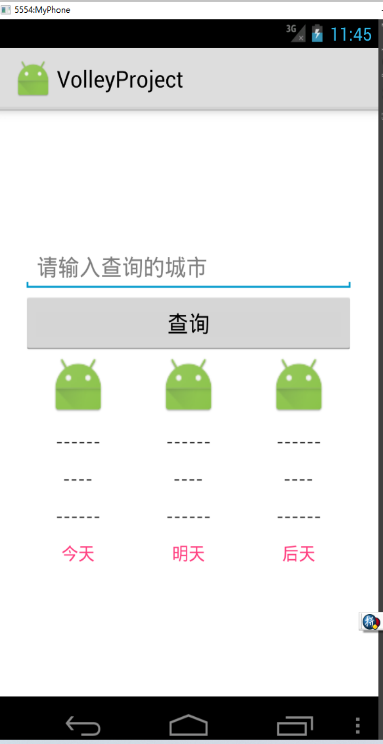 5554:MyPhone
3G 11:45
VolleyProject
请输入查询的城市
查询
------ ------ ------
---- ---- ----
------ ------ ------
今天 明天 后天